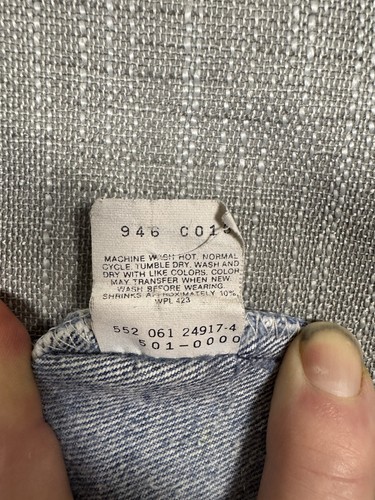 946 001
MACHINE WASH HOT, NORMAL
CYCLE. TUMBLE DRY. WASH AND
DRY WITH LIKE COLORS. COLOR
MAY TRANSFER WHEN NEW
WASH BEFORE WEARING.
SHRINKS APPROXIMATELY 10%.
WPL 423
552 061 24917-4
501-0000